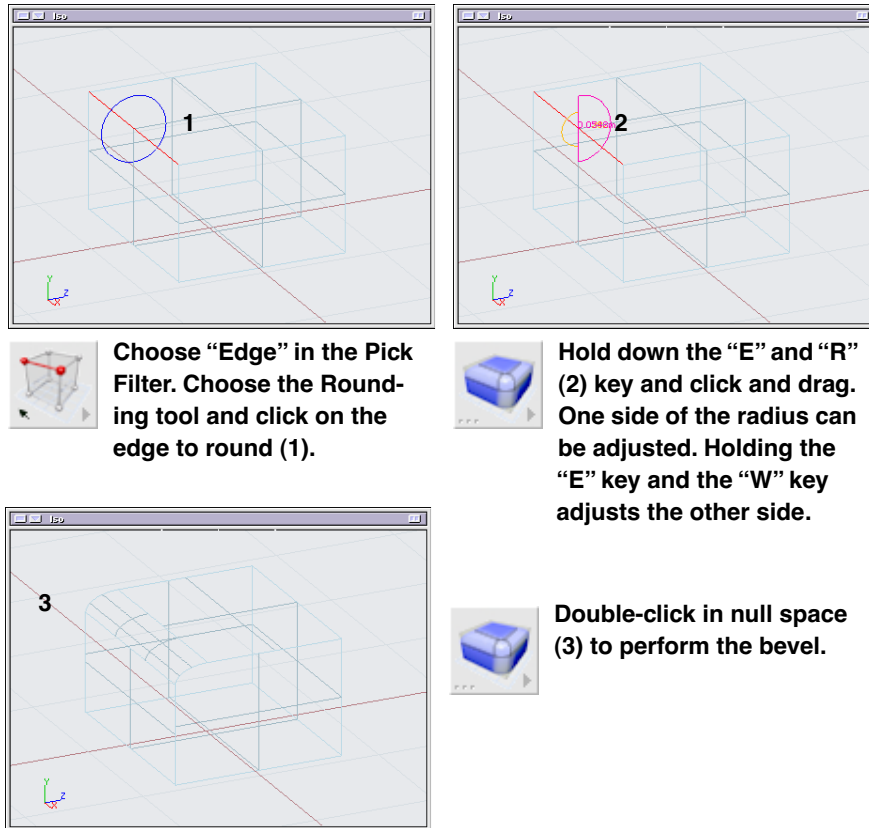 Iso
Iso
1
0.0548m
2
Y
Z
X
Y
Z
X
Choose “Edge” in the Pick
Filter. Choose the Round-
ing tool and click on the
edge to round (1).
Hold down the “E” and “R”
(2) key and click and drag.
One side of the radius can
be adjusted. Holding the
“E” key and the “W” key
adjusts the other side.
Iso
3
Y
Z
X
Double-click in null space
(3) to perform the bevel.